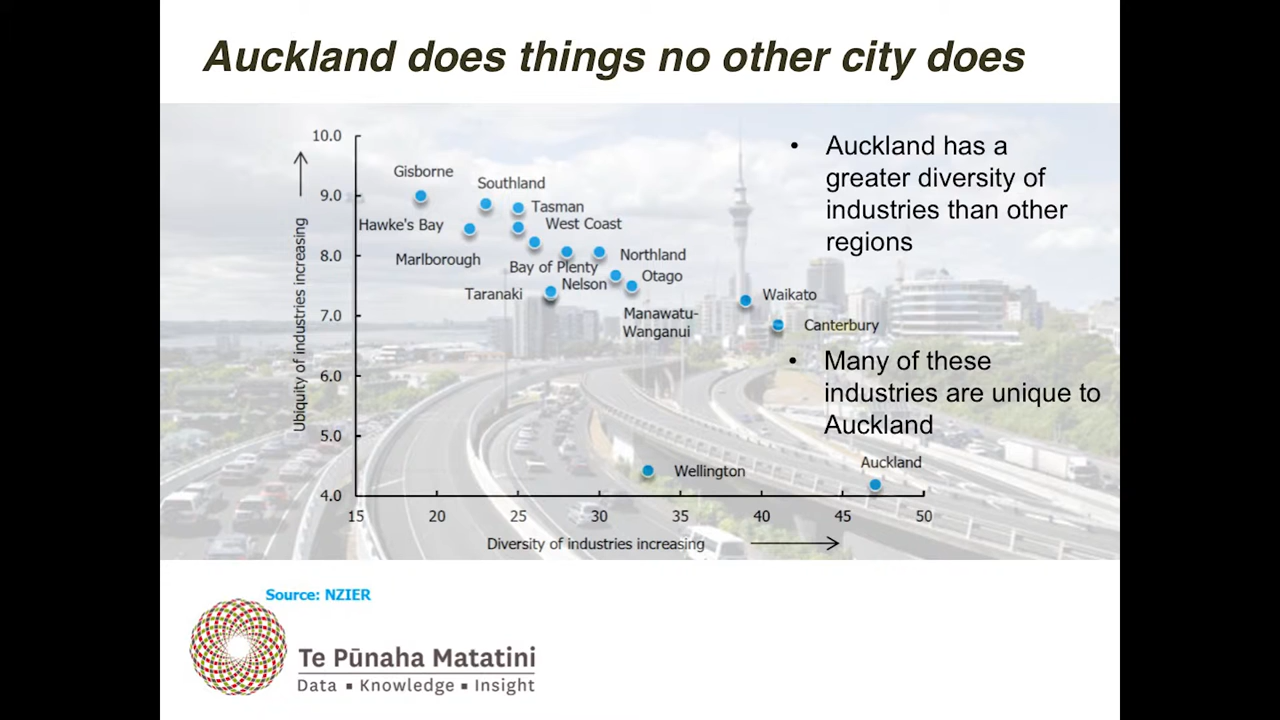 Auckland does things no other city does
10.0
9.0
8.0
7.0
6.0
5.0
4.0
Ubiquity of industries increasing
Gisborne
Southland
Tasman
Hawke's Bay
West Coast
Marlborough
Bay of Plenty
Northland
Nelson
Otago
Taranaki
Manawatu-
Wanganui
Waikato
Canterbury
Wellington
Auckland
15 20 25 30 35 40 45 50
Diversity of industries increasing
• Auckland has a
greater diversity of
industries than other
regions
• Many of these
industries are unique to
Auckland
Source: NZIER
Te Pūnaha Matatini
Data ▪ Knowledge ▪ Insight